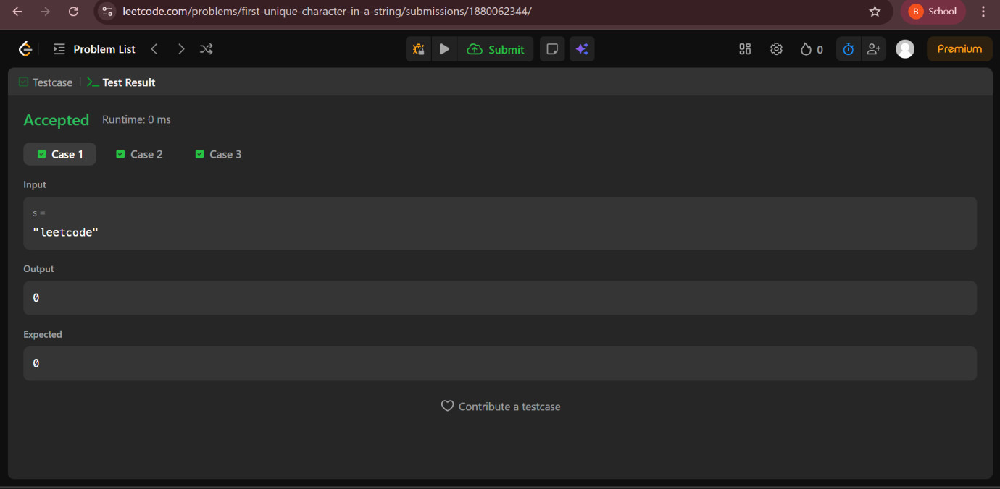 leetcode.com/problems/first-unique-character-in-a-string/submissions/1880062344/
B School
Problem List
Submit
0
Premium
Testcase
Test Result
Accepted Runtime: 0 ms
Case 1 Case 2 Case 3
Input
s =
"leetcode"
Output
0
Expected
0
Contribute a testcase